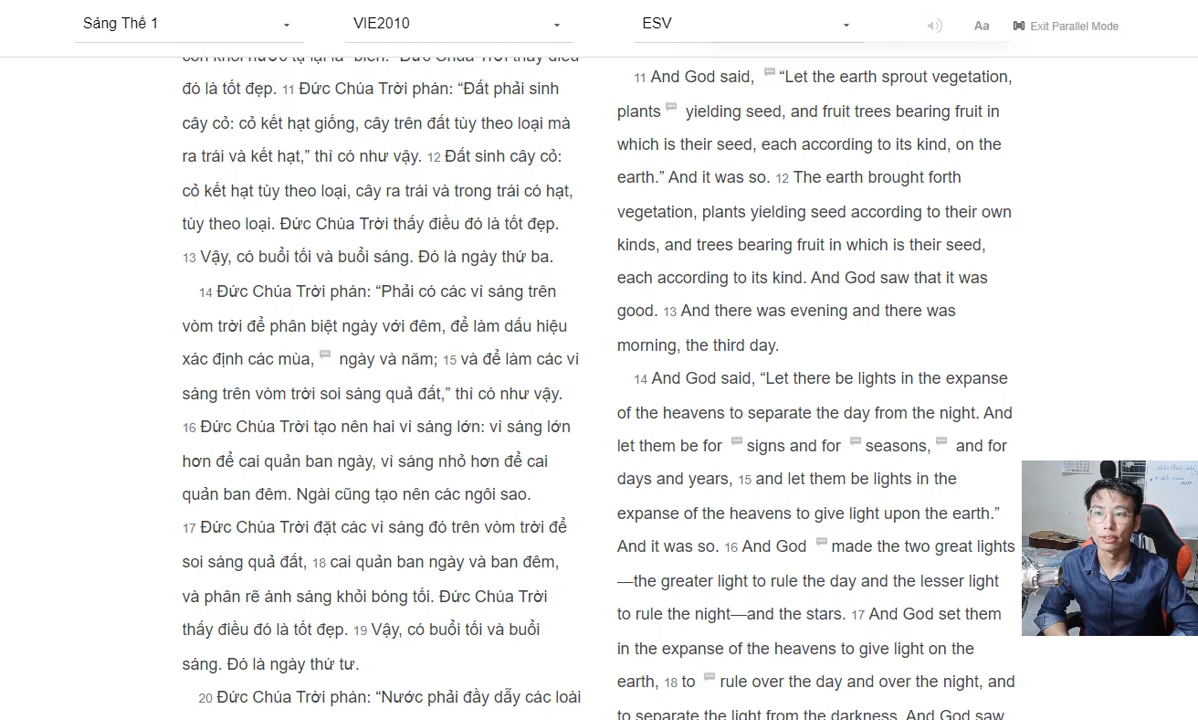 Sáng Thế 1
VIE2010
ESV
Aa
Exit Parallel Mode
đó là tốt đẹp. 11 Đức Chúa Trời phán: “Đất phải sinh
cây cỏ: cỏ kết hạt giống, cây trên đất tùy theo loại mà
ra trái và kết hạt,” thì có như vậy. 12 Đất sinh cây cỏ:
cỏ kết hạt tùy theo loại, cây ra trái và trong trái có hạt,
tùy theo loại. Đức Chúa Trời thấy điều đó là tốt đẹp.
13 Vậy, có buổi tối và buổi sáng. Đó là ngày thứ ba.
14 Đức Chúa Trời phán: “Phải có các vì sáng trên
vòm trời để phân biệt ngày với đêm, để làm dấu hiệu
xác định các mùa, ngày và năm; 15 và để làm các vì
sáng trên vòm trời soi sáng quả đất,” thì có như vậy.
16 Đức Chúa Trời tạo nên hai vì sáng lớn: vì sáng lớn
hơn để cai quản ban ngày, vì sáng nhỏ hơn để cai
quản ban đêm. Ngài cũng tạo nên các ngôi sao.
17 Đức Chúa Trời đặt các vì sáng đó trên vòm trời để
soi sáng quả đất, 18 cai quản ban ngày và ban đêm,
và phân rẽ ánh sáng khỏi bóng tối. Đức Chúa Trời
thấy điều đó là tốt đẹp. 19 Vậy, có buổi tối và buổi
sáng. Đó là ngày thứ tư.
20 Đức Chúa Trời phán: “Nước phải đầy dẫy các loài
11 And God said, “Let the earth sprout vegetation,
plants yielding seed, and fruit trees bearing fruit in
which is their seed, each according to its kind, on the
earth.” And it was so. 12 The earth brought forth
vegetation, plants yielding seed according to their own
kinds, and trees bearing fruit in which is their seed,
each according to its kind. And God saw that it was
good. 13 And there was evening and there was
morning, the third day.
14 And God said, “Let there be lights in the expanse
of the heavens to separate the day from the night. And
let them be for signs and for seasons, and for
days and years, 15 and let them be lights in the
expanse of the heavens to give light upon the earth.”
And it was so. 16 And God made the two great lights
—the greater light to rule the day and the lesser light
to rule the night—and the stars. 17 And God set them
in the expanse of the heavens to give light on the
earth, 18 to rule over the day and over the night, and
to separate the light from the darkness. And God saw